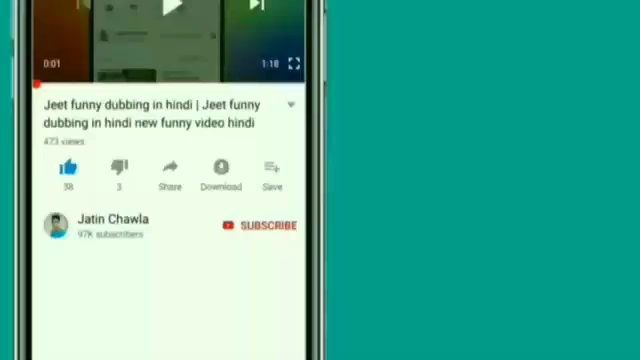 0:01
1:18
Jeet funny dubbing in hindi | Jeet funny
dubbing in hindi new funny video hindi
473 views
38
3
Share
Download
Save
Jatin Chawla
97K subscribers
SUBSCRIBE